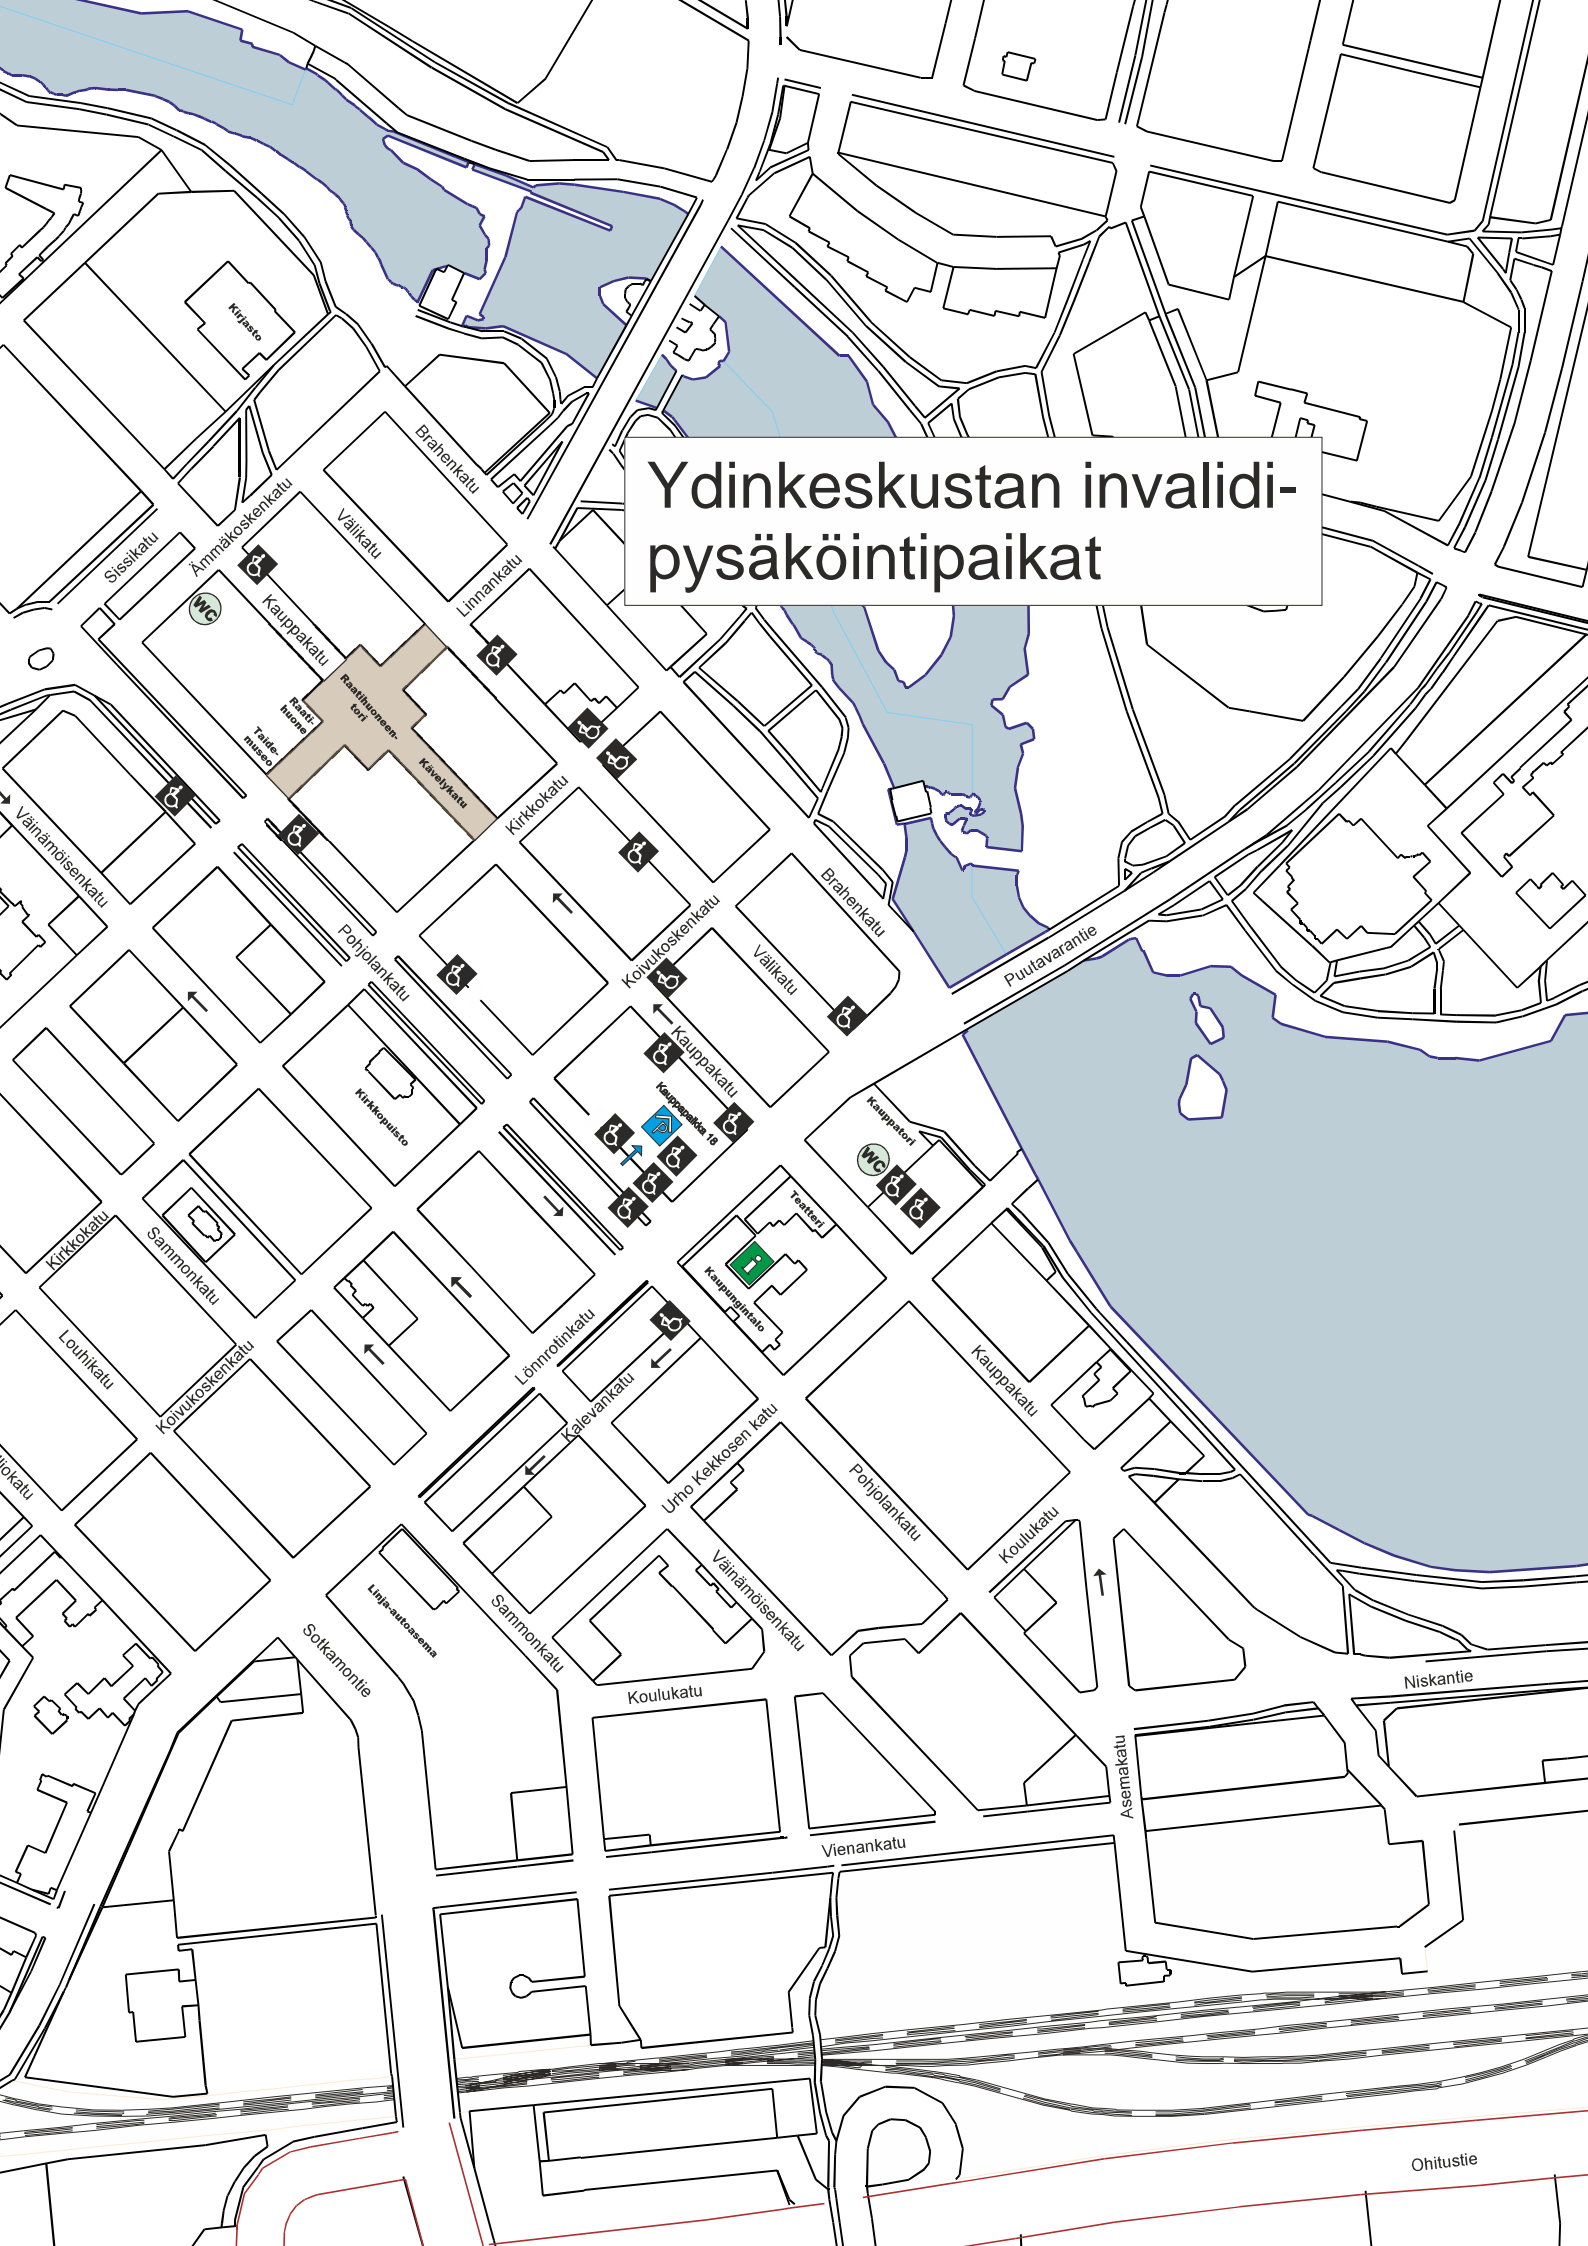 Ydinkeskustan invalidi-
pysäköintipaikat
Kirjasto
Brahenkatu
Välikatu
Ämmäkoskenkatu
Sissikatu
Linnankatu
WC
Kauppakatu
Raatihuoneen-
tori
Raati-
huone
Taide-
museo
Kävelykatu
Kirkkokatu
Väinämöisenkatu
Brahenkatu
Koivukoskenkatu
Välikatu
Pohjolankatu
Puutavarantie
Kauppakatu
Kauppapaikka 18
P
Kirkkopuisto
Kauppatori
WC
Teatteri
i
Kaupungintalo
Kirkkokatu
Sammonkatu
Louhikatu
Koivukoskenkatu
Lönnrotinkatu
Kalevankatu
Kauppakatu
Urho Kekkosen katu
Pohjolankatu
Koulukatu
Väinämöisenkatu
Linja-autoasema
Sammonkatu
Sotkamontie
Koulukatu
Niskantie
Asemakatu
Vienankatu
Ohitustie